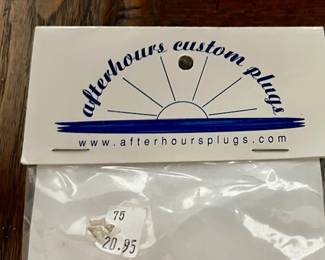 afterhours custom plugs
www.afterhoursplugs.com
75
20.95